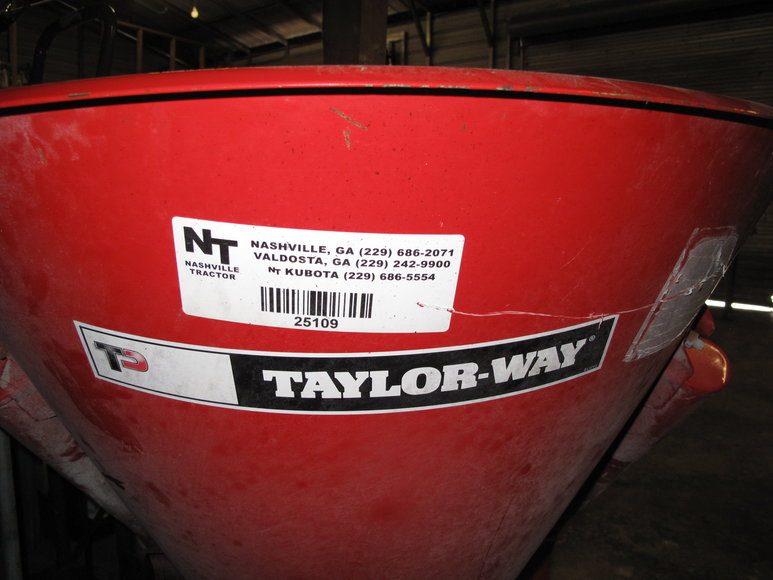 NT
NASHVILLE
TRACTOR
NASHVILLE, GA (229) 686-2071
VALDOSTA, GA (229) 242-9900
NT KUBOTA (229) 686-5554
25109
TAYLOR-WAY®